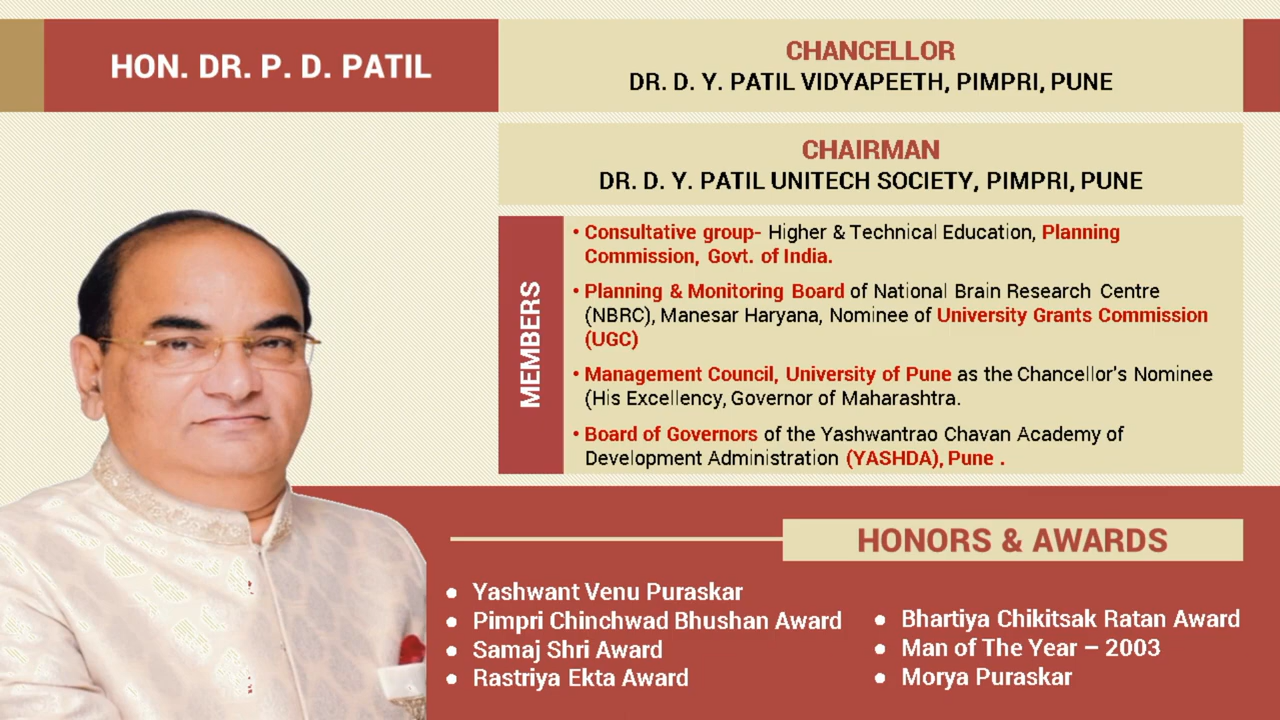 HON. DR. P. D. PATIL
CHANCELLOR
DR. D. Y. PATIL VIDYAPEETH, PIMPRI, PUNE
CHAIRMAN
DR. D. Y. PATIL UNITECH SOCIETY, PIMPRI, PUNE
MEMBERS
• Consultative group- Higher & Technical Education, Planning
Commission, Govt. of India.
• Planning & Monitoring Board of National Brain Research Centre
(NBRC), Manesar Haryana, Nominee of University Grants Commission
(UGC)
• Management Council, University of Pune as the Chancellor's Nominee
(His Excellency, Governor of Maharashtra.
• Board of Governors of the Yashwantrao Chavan Academy of
Development Administration (YASHDA), Pune .
HONORS & AWARDS
● Yashwant Venu Puraskar
● Pimpri Chinchwad Bhushan Award
● Samaj Shri Award
● Rastriya Ekta Award
● Bhartiya Chikitsak Ratan Award
● Man of The Year – 2003
● Morya Puraskar